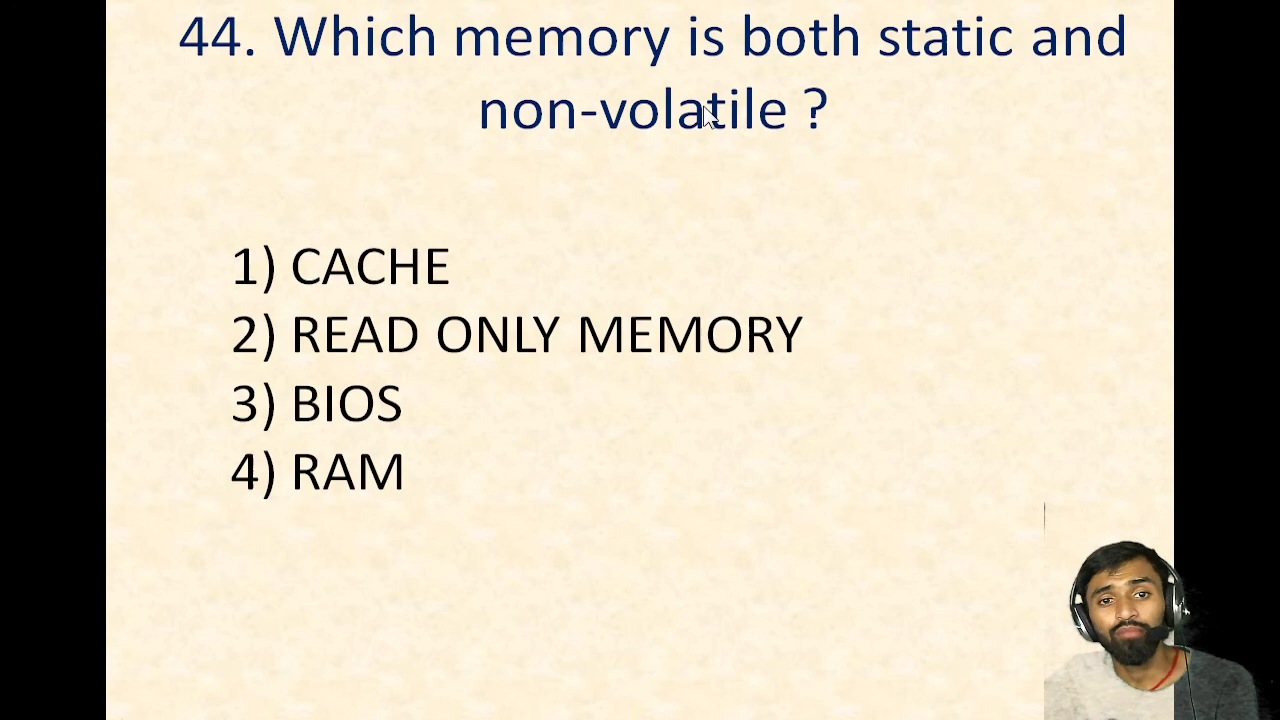 44. Which memory is both static and
non-volatile ?
1) CACHE
2) READ ONLY MEMORY
3) BIOS
4) RAM